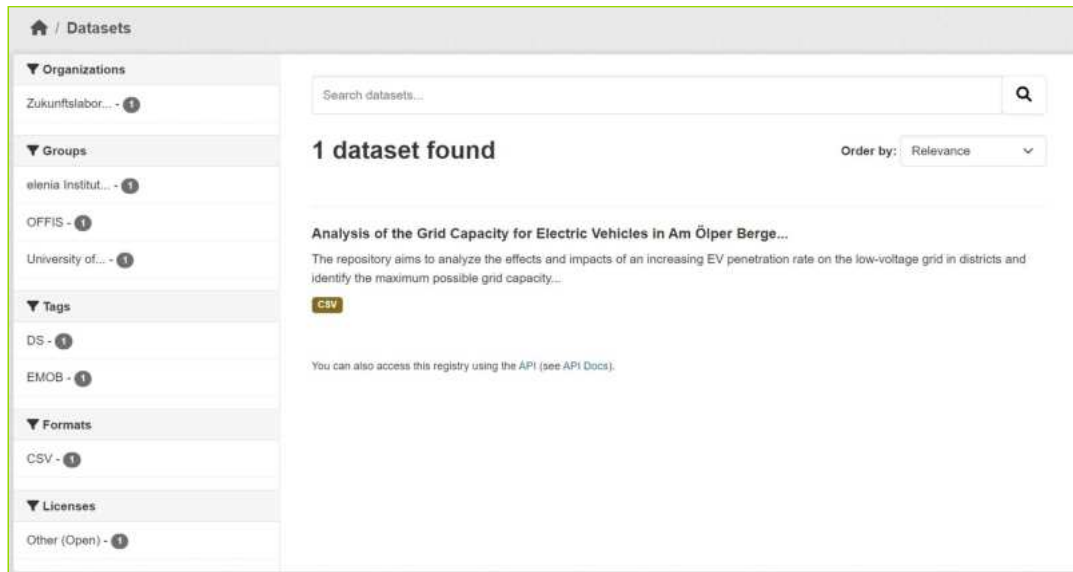 / Datasets
Organizations
Zukunftslabor... - 1
Groups
elenia Institut... - 1
OFFIS - 1
University of... - 1
Tags
DS - 1
EMOB - 1
Formats
CSV - 1
Licenses
Other (Open) - 1
Search datasets...
1 dataset found
Order by: Relevance
Analysis of the Grid Capacity for Electric Vehicles in Am Ölper Berge...
The repository aims to analyze the effects and impacts of an increasing EV penetration rate on the low-voltage grid in districts and
identify the maximum possible grid capacity...
CSV
You can also access this registry using the API (see API Docs).